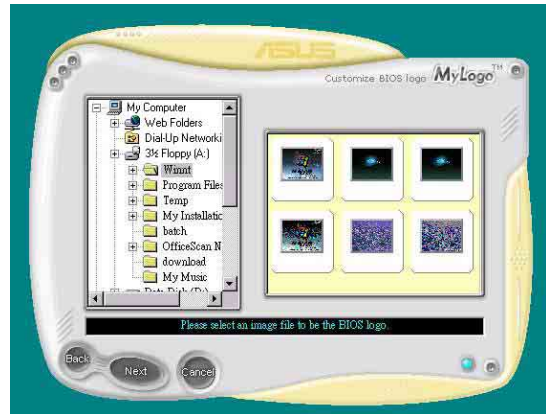 ASUS
Customize BIOS logo MyLogo™
My Computer
Web Folders
Dial-Up Networki
3½ Floppy (A:)
Winnt
Program Files
Temp
My Installatic
batch
OfficeScan N
download
My Music
Please select an image file to be the BIOS logo.
Back
Next
Cancel